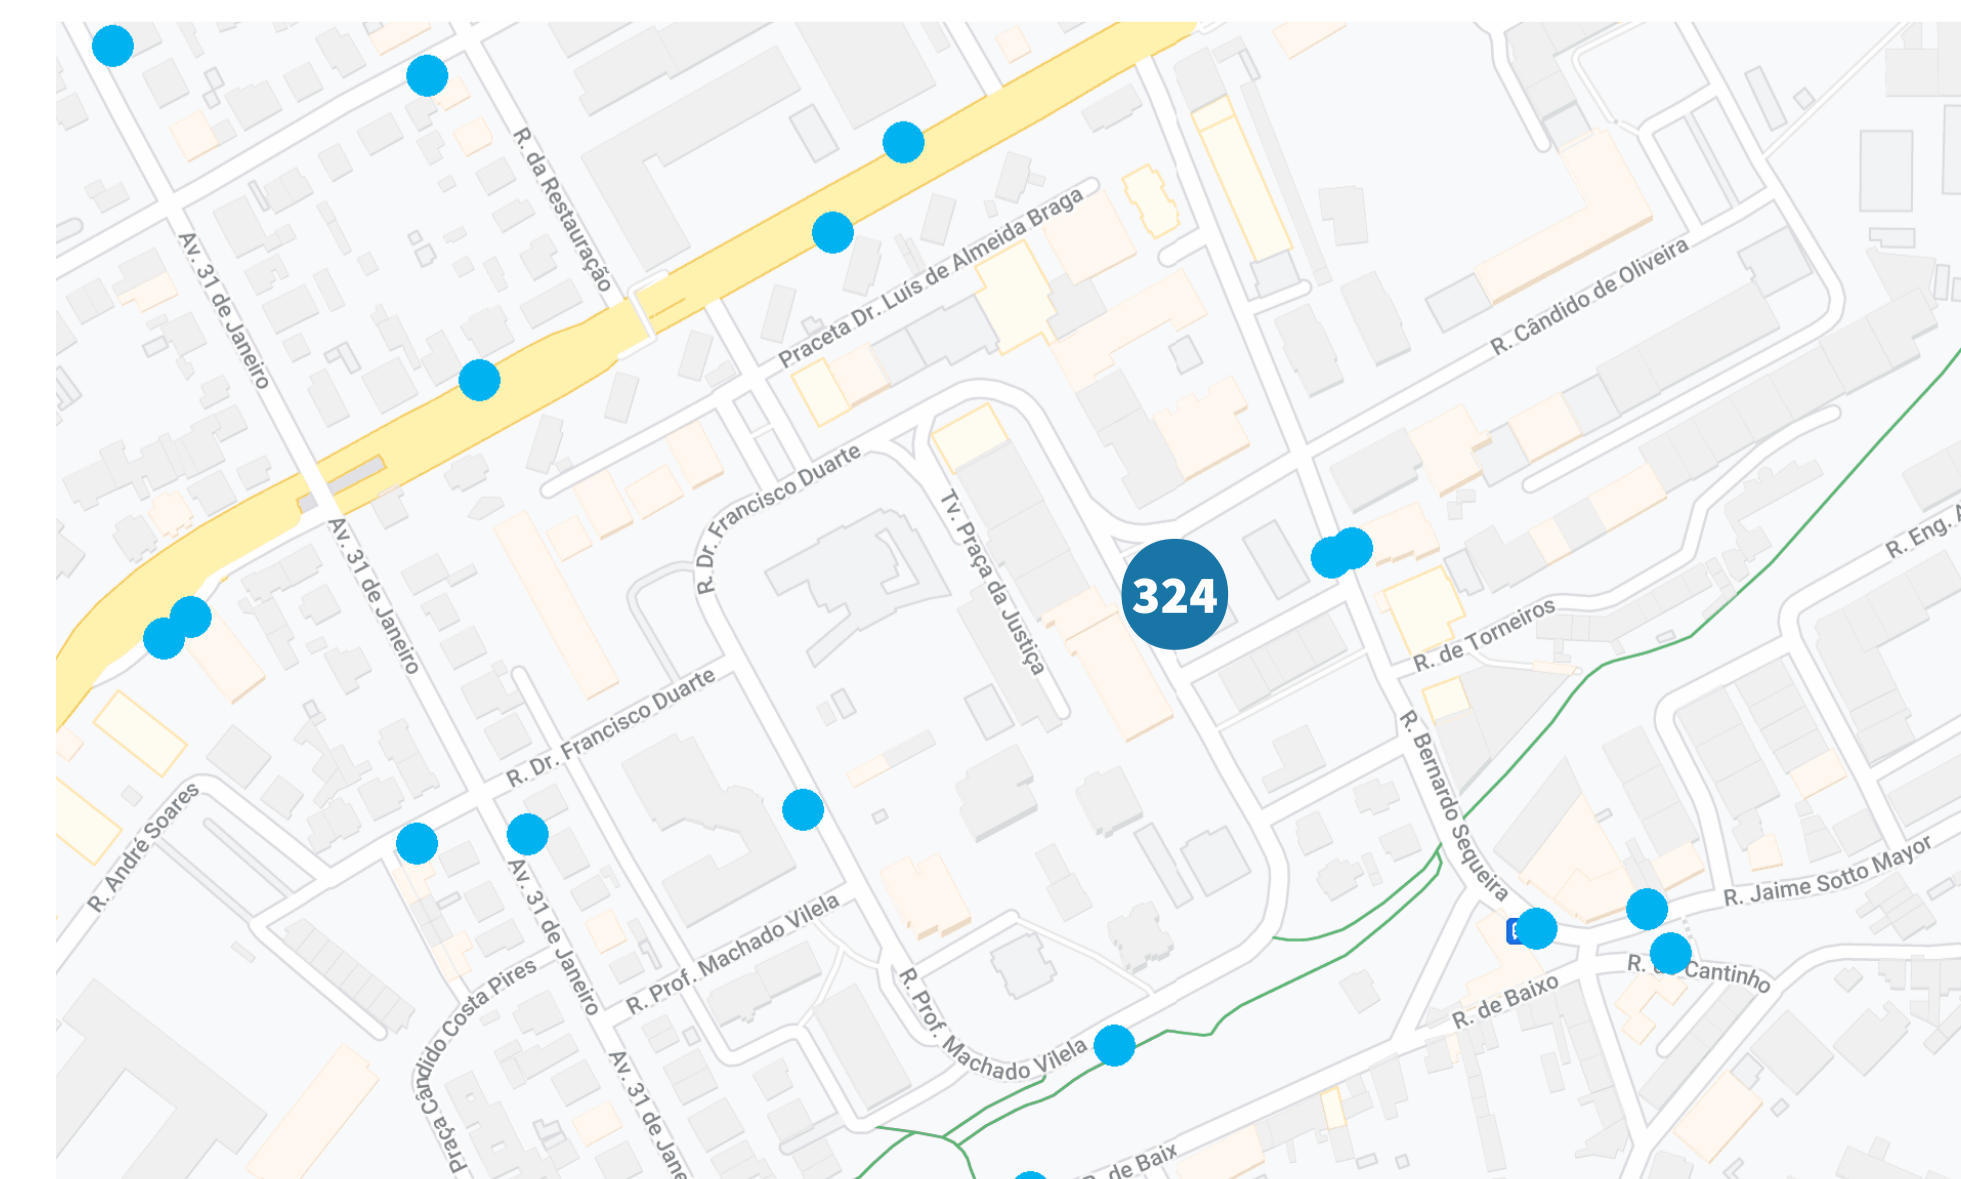 R. da Restauração
Av. 31 de Janeiro
Praceta Dr. Luís de Almeida Braga
R. Cândido de Oliveira
R. Dr. Francisco Duarte
Tv. Praça da Justiça
Av. 31 de Janeiro
324
R. Eng. A
R. de Torneiros
R. Dr. Francisco Duarte
R. Bernardo Sequeira
R. André Soares
Av. 31 de Janeiro
R. Prof. Machado Vilela
R. Jaime Sotto Mayor
Praça Cândido Costa Pires
R. Prof. Machado Vilela
R. de Baixo
R. Cantinho
Av. 31 de Jane
R. de Baix